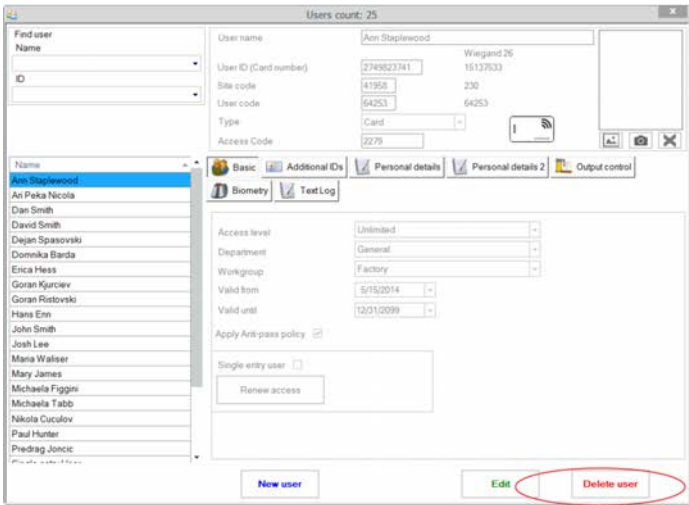 Users count: 25
Find user
Name
ID
User name Ann Staplewood
Wiegand 26
User ID (Card number) 2749823741 15137533
Site code 41958 230
User code 64253 64253
Type Card
Access Code 2279
Name
Ann Staplewood
Ari Peka Nicola
Dan Smith
David Smith
Dejan Spasovski
Domnika Barda
Erica Hess
Goran Kjurciev
Goran Ristovski
Hans Enn
John Smith
Josh Lee
Maria Waliser
Mary James
Michaela Figgini
Michaela Tabb
Nikola Cuculov
Paul Hunter
Predrag Joncic
Basic Additional IDs Personal details Personal details 2 Output control
Biometry Text Log
Access level Unlimited
Department General
Workgroup Factory
Valid from 5/15/2014
Valid until 12/31/2099
Apply Anti-pass policy
Single entry user
Renew access
New user Edit Delete user